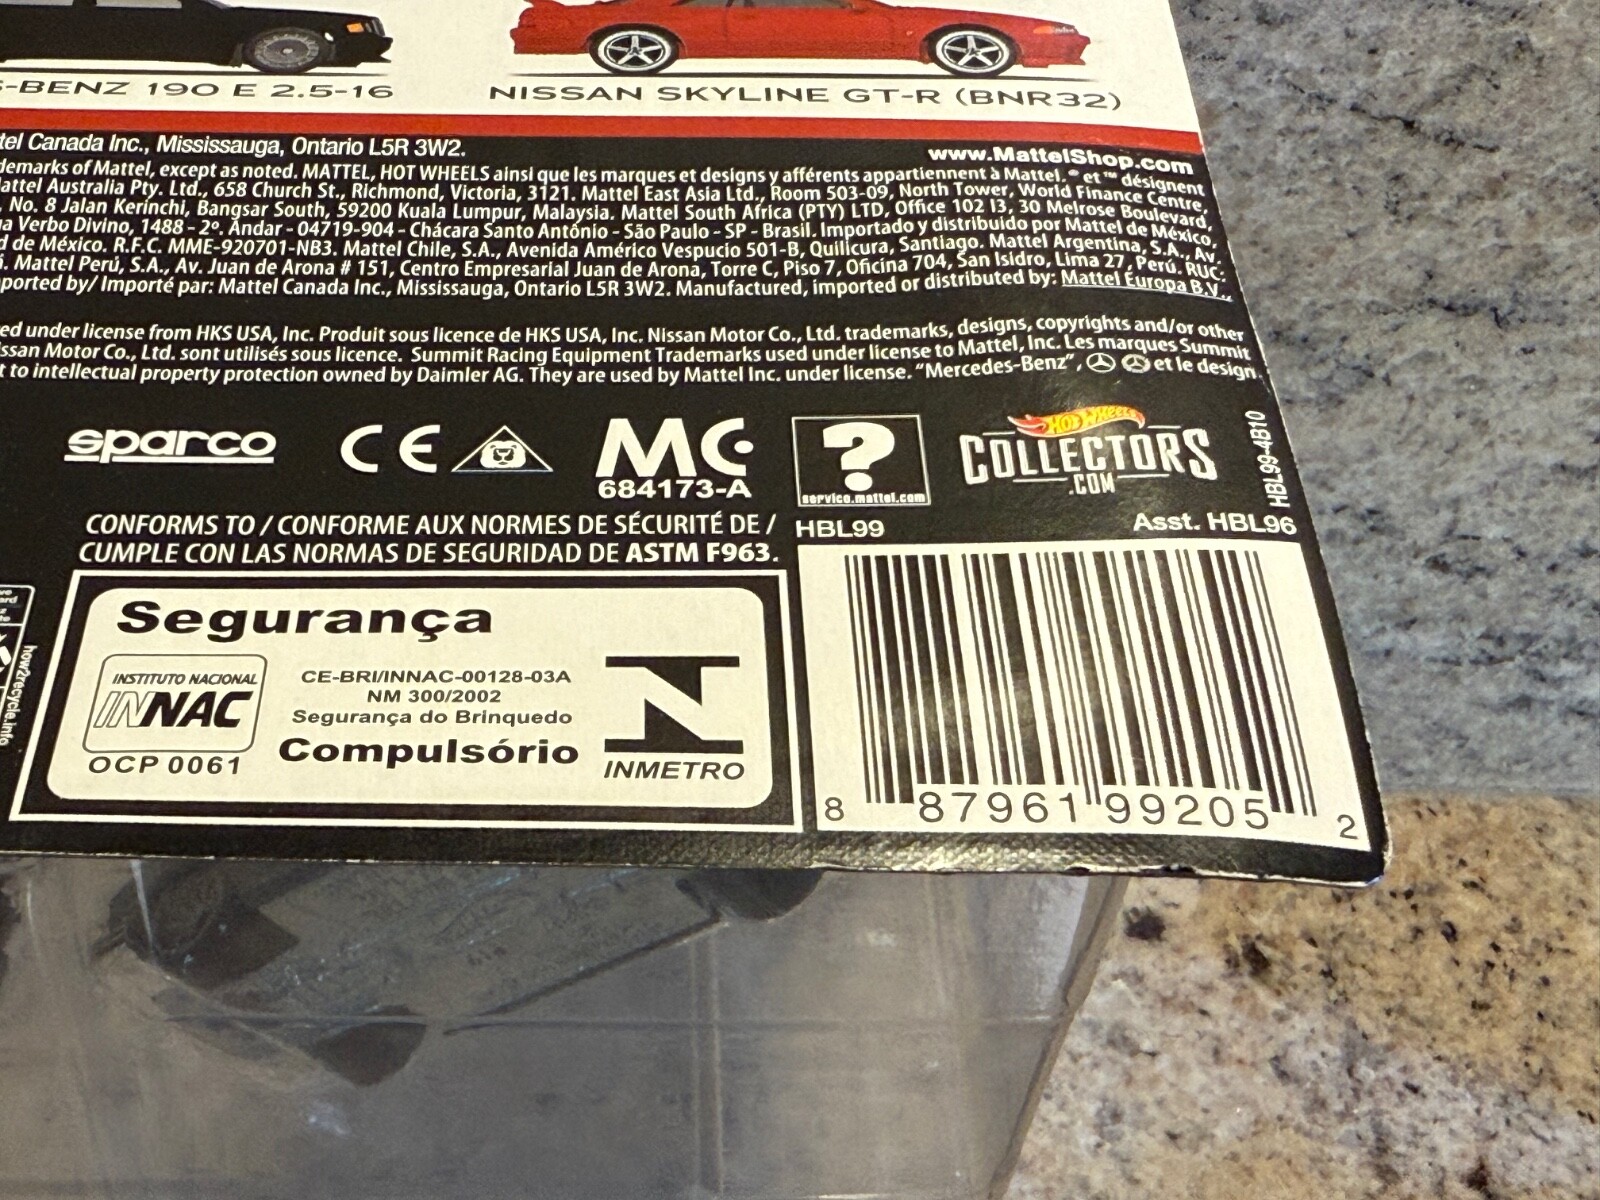 -BENZ 190 E 2.5-16
NISSAN SKYLINE GT-R (BNR32)
tel Canada Inc., Mississauga, Ontario L5R 3W2.
www.MattelShop.com
demarks of Mattel, except as noted. MATTEL, HOT WHEELS ainsi que les marques et designs y afférents appartiennent à Mattel. ® et ™ désignent
attel Australia Pty. Ltd., 658 Church St., Richmond, Victoria, 3121. Mattel East Asia Ltd., Room 503-09, North Tower, World Finance Centre,
. No. 8 Jalan Kerinchi, Bangsar South, 59200 Kuala Lumpur, Malaysia. Mattel South Africa (PTY) LTD, Office 102 I3, 30 Melrose Boulevard,
a Verbo Divino, 1488 - 2º. Andar - 04719-904 - Chácara Santo Antônio - São Paulo - SP - Brasil. Importado y distribuido por Mattel de México,
d de México. R.F.C. MME-920701-NB3. Mattel Chile, S.A., Avenida Américo Vespucio 501-B, Quilicura, Santiago. Mattel Argentina, S.A., Av.
. Mattel Perú, S.A., Av. Juan de Arona # 151, Centro Empresarial Juan de Arona, Torre C, Piso 7, Oficina 704, San Isidro, Lima 27, Perú. RUC:
ported by/ Importé par: Mattel Canada Inc., Mississauga, Ontario L5R 3W2. Manufactured, imported or distributed by: Mattel Europa B.V.,
ed under license from HKS USA, Inc. Produit sous licence de HKS USA, Inc. Nissan Motor Co., Ltd. trademarks, designs, copyrights and/or other
issan Motor Co., Ltd. sont utilisés sous licence. Summit Racing Equipment Trademarks used under license to Mattel, Inc. Les marques Summit
t to intellectual property protection owned by Daimler AG. They are used by Mattel Inc. under license. "Mercedes-Benz", et le design
sparco
CE
MC
684173-A
?
service.mattel.com
HOT WHEELS
COLLECTORS
.COM
HBL99-4B10
CONFORMS TO / CONFORME AUX NORMES DE SÉCURITÉ DE /
CUMPLE CON LAS NORMAS DE SEGURIDAD DE ASTM F963.
HBL99
Asst. HBL96
how2recycle.info
Segurança
INSTITUTO NACIONAL
INNAC
OCP 0061
CE-BRI/INNAC-00128-03A
NM 300/2002
Segurança do Brinquedo
Compulsório
INMETRO
8 87961 99205 2